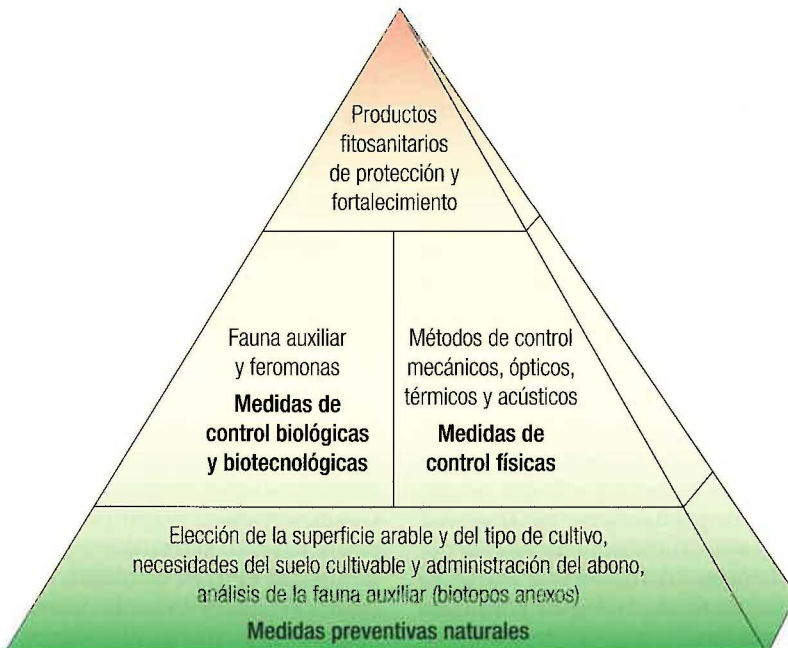 Productos
fitosanitarios
de protección y
fortalecimiento
Fauna auxiliar
y feromonas
Medidas de
control biológicas
y biotecnológicas
Métodos de control
mecánicos, ópticos,
térmicos y acústicos
Medidas de
control físicas
Elección de la superficie arable y del tipo de cultivo,
necesidades del suelo cultivable y administración del abono,
análisis de la fauna auxiliar (biotopos anexos)
Medidas preventivas naturales